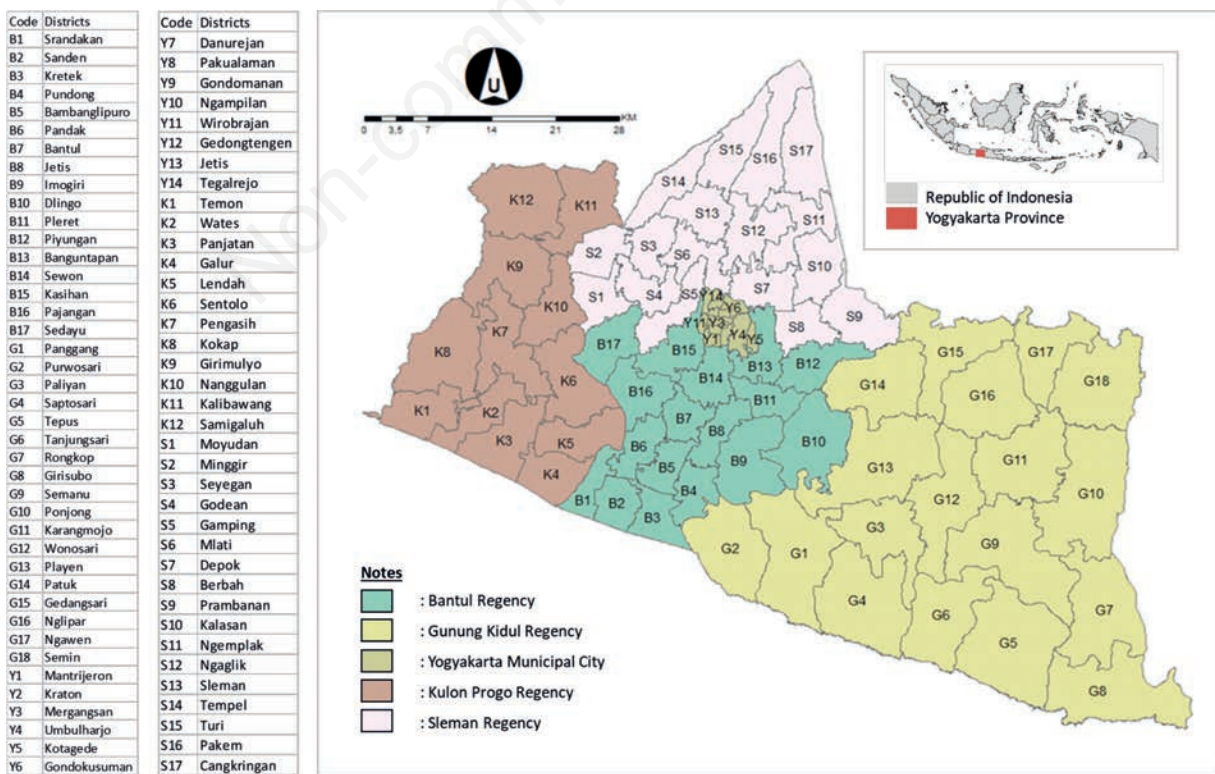 Code Districts
B1 Srandakan
B2 Sanden
B3 Kretek
B4 Pundong
B5 Bambanglipuro
B6 Pandak
B7 Bantul
B8 Jetis
B9 Imogiri
B10 Dlingo
B11 Pleret
B12 Piyungan
B13 Banguntapan
B14 Sewon
B15 Kasihan
B16 Pajangan
B17 Sedayu
G1 Panggang
G2 Purwosari
G3 Paliyan
G4 Saptosari
G5 Tepus
G6 Tanjungsari
G7 Rongkop
G8 Girisubo
G9 Semanu
G10 Ponjong
G11 Karangmojo
G12 Wonosari
G13 Playen
G14 Patuk
G15 Gedangsari
G16 Nglipar
G17 Ngawen
G18 Semin
Y1 Mantrijeron
Y2 Kraton
Y3 Mergangsan
Y4 Umbulharjo
Y5 Kotagede
Y6 Gondokusuman
Code Districts
Y7 Danurejan
Y8 Pakualaman
Y9 Gondomanan
Y10 Ngampilan
Y11 Wirobrajan
Y12 Gedongtengen
Y13 Jetis
Y14 Tegalrejo
K1 Temon
K2 Wates
K3 Panjatan
K4 Galur
K5 Lendah
K6 Sentolo
K7 Pengasih
K8 Kokap
K9 Girimulyo
K10 Nanggulan
K11 Kalibawang
K12 Samigaluh
S1 Moyudan
S2 Minggir
S3 Seyegan
S4 Godean
S5 Gamping
S6 Mlati
S7 Depok
S8 Berbah
S9 Prambanan
S10 Kalasan
S11 Ngemplak
S12 Ngaglik
S13 Sleman
S14 Tempel
S15 Turi
S16 Pakem
S17 Cangkringan
Non-comm
U
KM
0 3,5 7 14 21 28
Republic of Indonesia
Yogyakarta Province
S15 S16 S17
S14
K12 K11 S13 S11
S12
S2 S3 S6
K9 S10
S1 S4 S5 S7
K10 Y14 Y6
K7 Y11 Y3 S8 S9
Y4 Y5
Y1
K8 B17 B15 B13 B12 G15 G17
K6 B16 B14 G14 G16 G18
B11
K1 K2 B7 B8
K3 K5 B6 B10 G11
B5 B9 G13
K4 B4 G12 G10
B1 B2 B3
G3 G9
G2 G1
G4 G6 G7
G5
G8
Notes
: Bantul Regency
: Gunung Kidul Regency
: Yogyakarta Municipal City
: Kulon Progo Regency
: Sleman Regency